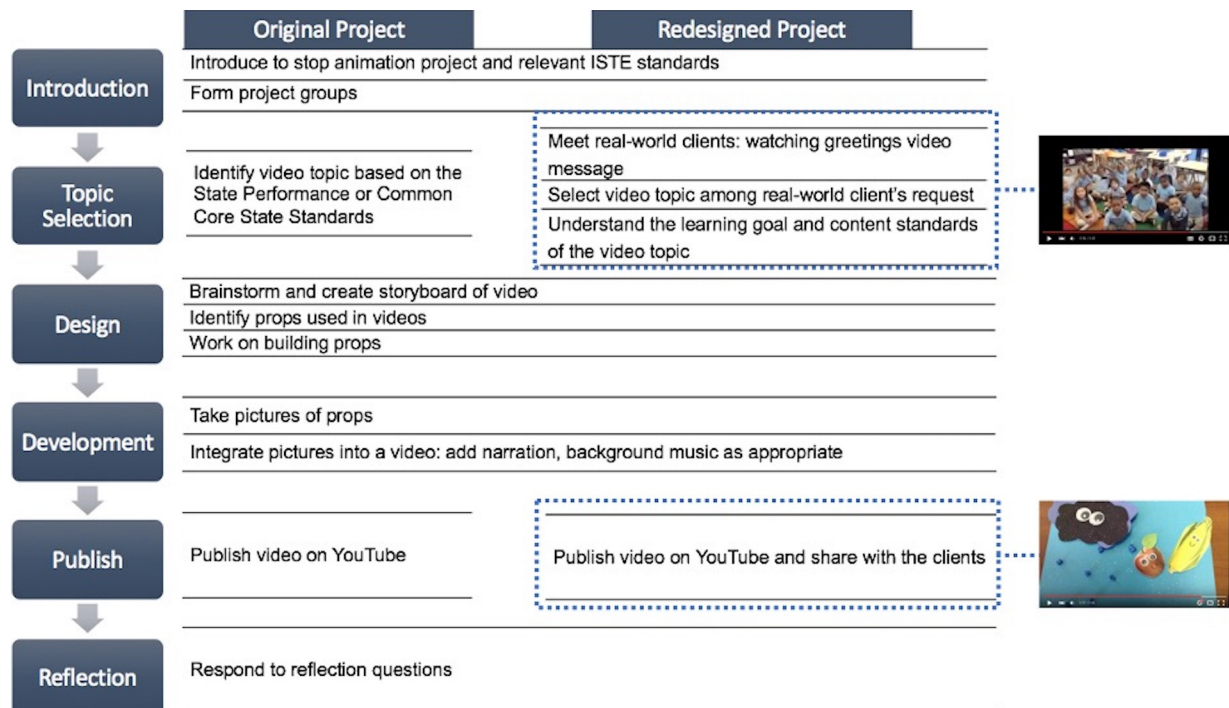 Original Project
Redesigned Project
Introduction
Introduce to stop animation project and relevant ISTE standards
Form project groups
Topic
Selection
Identify video topic based on the
State Performance or Common
Core State Standards
Meet real-world clients: watching greetings video
message
Select video topic among real-world client's request
Understand the learning goal and content standards
of the video topic
Design
Brainstorm and create storyboard of video
Identify props used in videos
Work on building props
Development
Take pictures of props
Integrate pictures into a video: add narration, background music as appropriate
Publish
Publish video on YouTube
Publish video on YouTube and share with the clients
Reflection
Respond to reflection questions